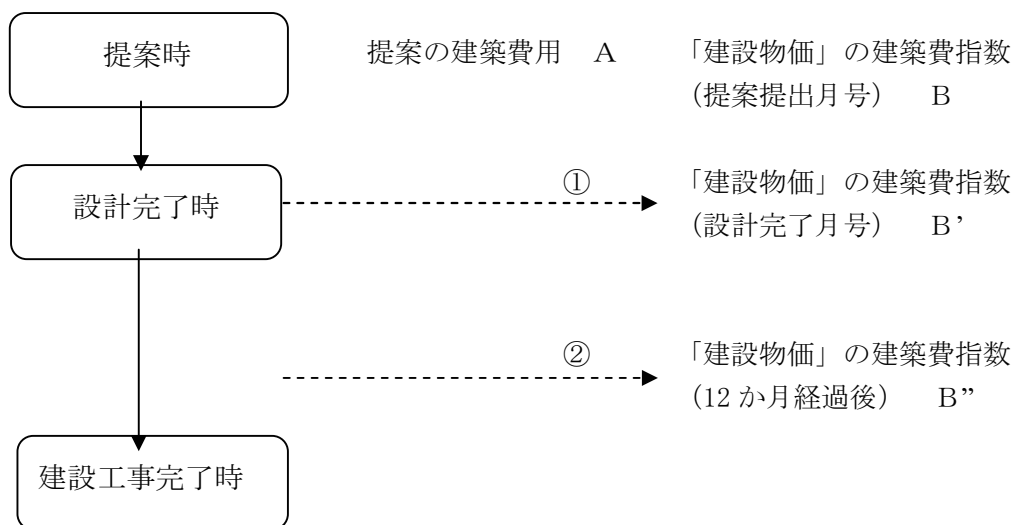 提案時　提案の建築費用　Ａ　「建設物価」の建築費指数
（提案提出月号）　Ｂ
設計完了時　①　「建設物価」の建築費指数
（設計完了月号）　Ｂ’
②　「建設物価」の建築費指数
（12 か月経過後）　Ｂ”
建設工事完了時